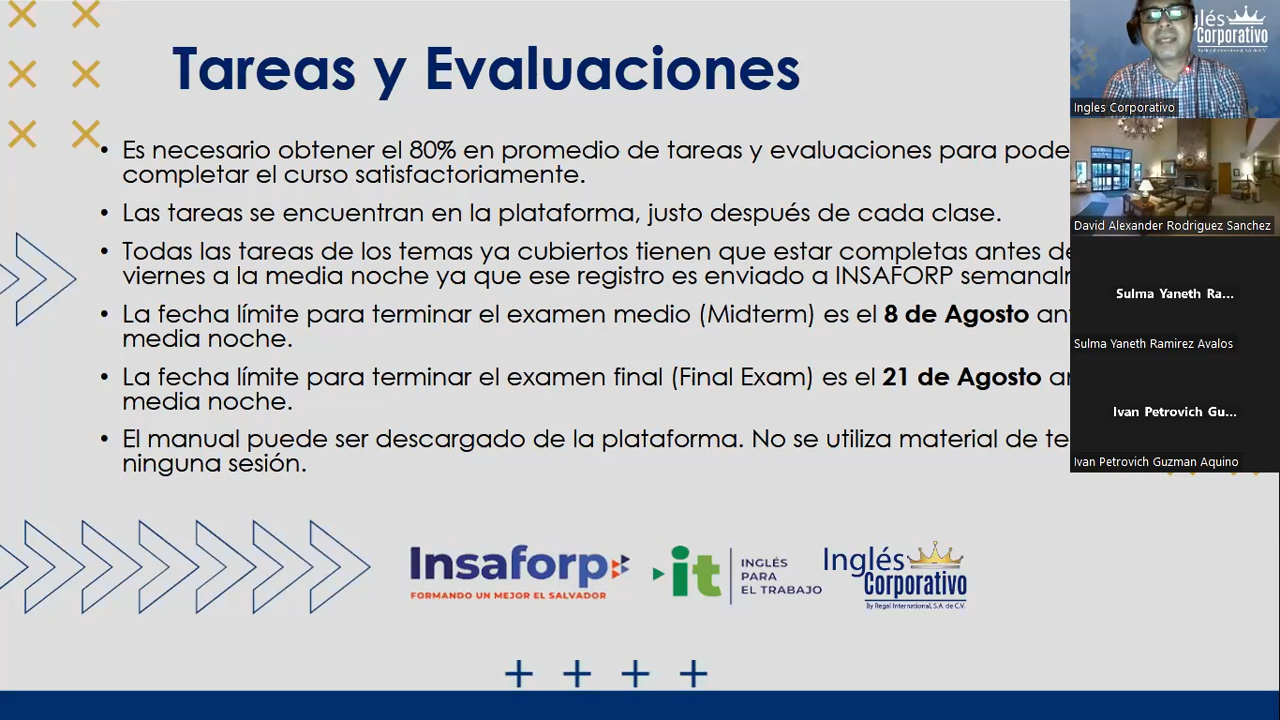 Tareas y Evaluaciones
• Es necesario obtener el 80% en promedio de tareas y evaluaciones para pode
completar el curso satisfactoriamente.
• Las tareas se encuentran en la plataforma, justo después de cada clase.
• Todas las tareas de los temas ya cubiertos tienen que estar completas antes de
viernes a la media noche ya que ese registro es enviado a INSAFORP
• La fecha límite para terminar el examen medio (Midterm) es el 8 de Agosto
media noche.
• La fecha límite para terminar el examen final (Final Exam) es el 21 de Agosto
media noche.
• El manual puede ser descargado de la plataforma. No se utiliza material de
ninguna sesión.
Insaforp
FORMANDO UN MEJOR EL SALVADOR
it
INGLÉS
PARA
EL TRABAJO
Inglés
Corporativo
By Regal International, S.A. de C.V.
glés
Corporativo
Ingles Corporativo
David Alexander Rodriguez Sanchez
Sulma Yaneth Ra...
Sulma Yaneth Ramirez Avalos
Ivan Petrovich Gu...
Ivan Petrovich Guzman Aquino